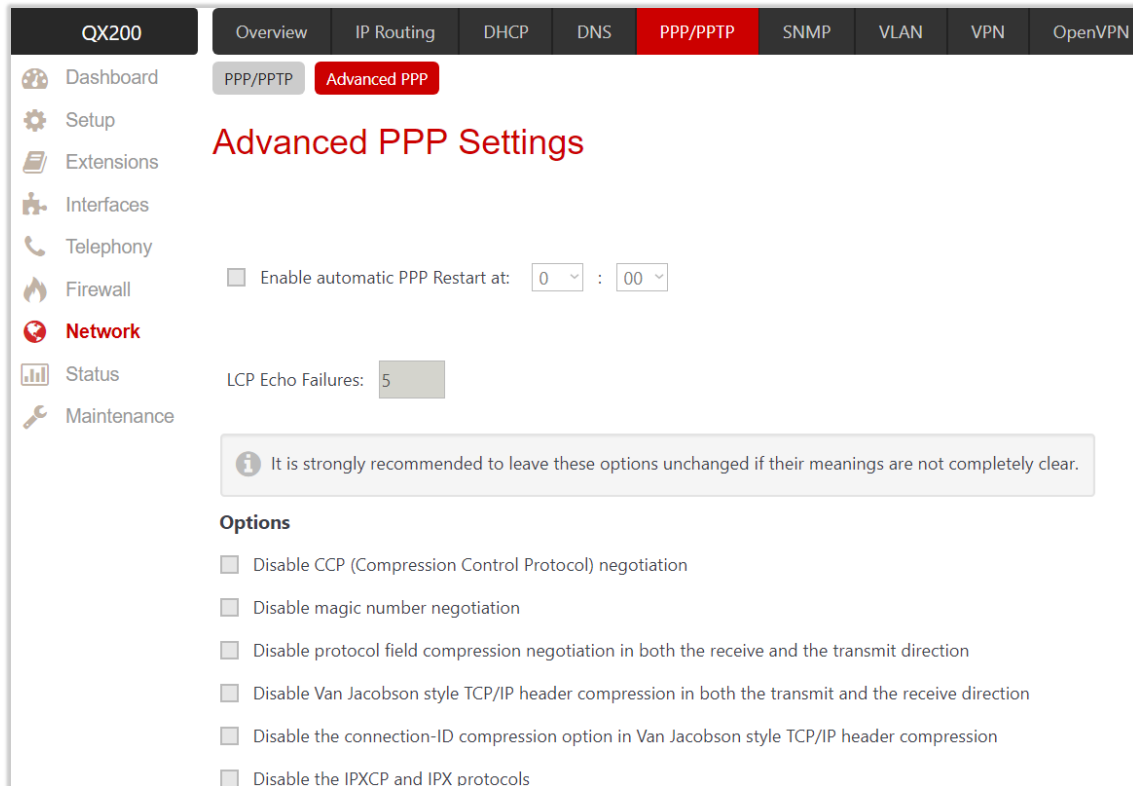 QX200
Overview IP Routing DHCP DNS PPP/PPTP SNMP VLAN VPN OpenVPN
Dashboard
Setup
Extensions
Interfaces
Telephony
Firewall
Network
Status
Maintenance
PPP/PPTP Advanced PPP
Advanced PPP Settings
Enable automatic PPP Restart at: 0 : 00
LCP Echo Failures: 5
It is strongly recommended to leave these options unchanged if their meanings are not completely clear.
Options
Disable CCP (Compression Control Protocol) negotiation
Disable magic number negotiation
Disable protocol field compression negotiation in both the receive and the transmit direction
Disable Van Jacobson style TCP/IP header compression in both the transmit and the receive direction
Disable the connection-ID compression option in Van Jacobson style TCP/IP header compression
Disable the IPXCP and IPX protocols